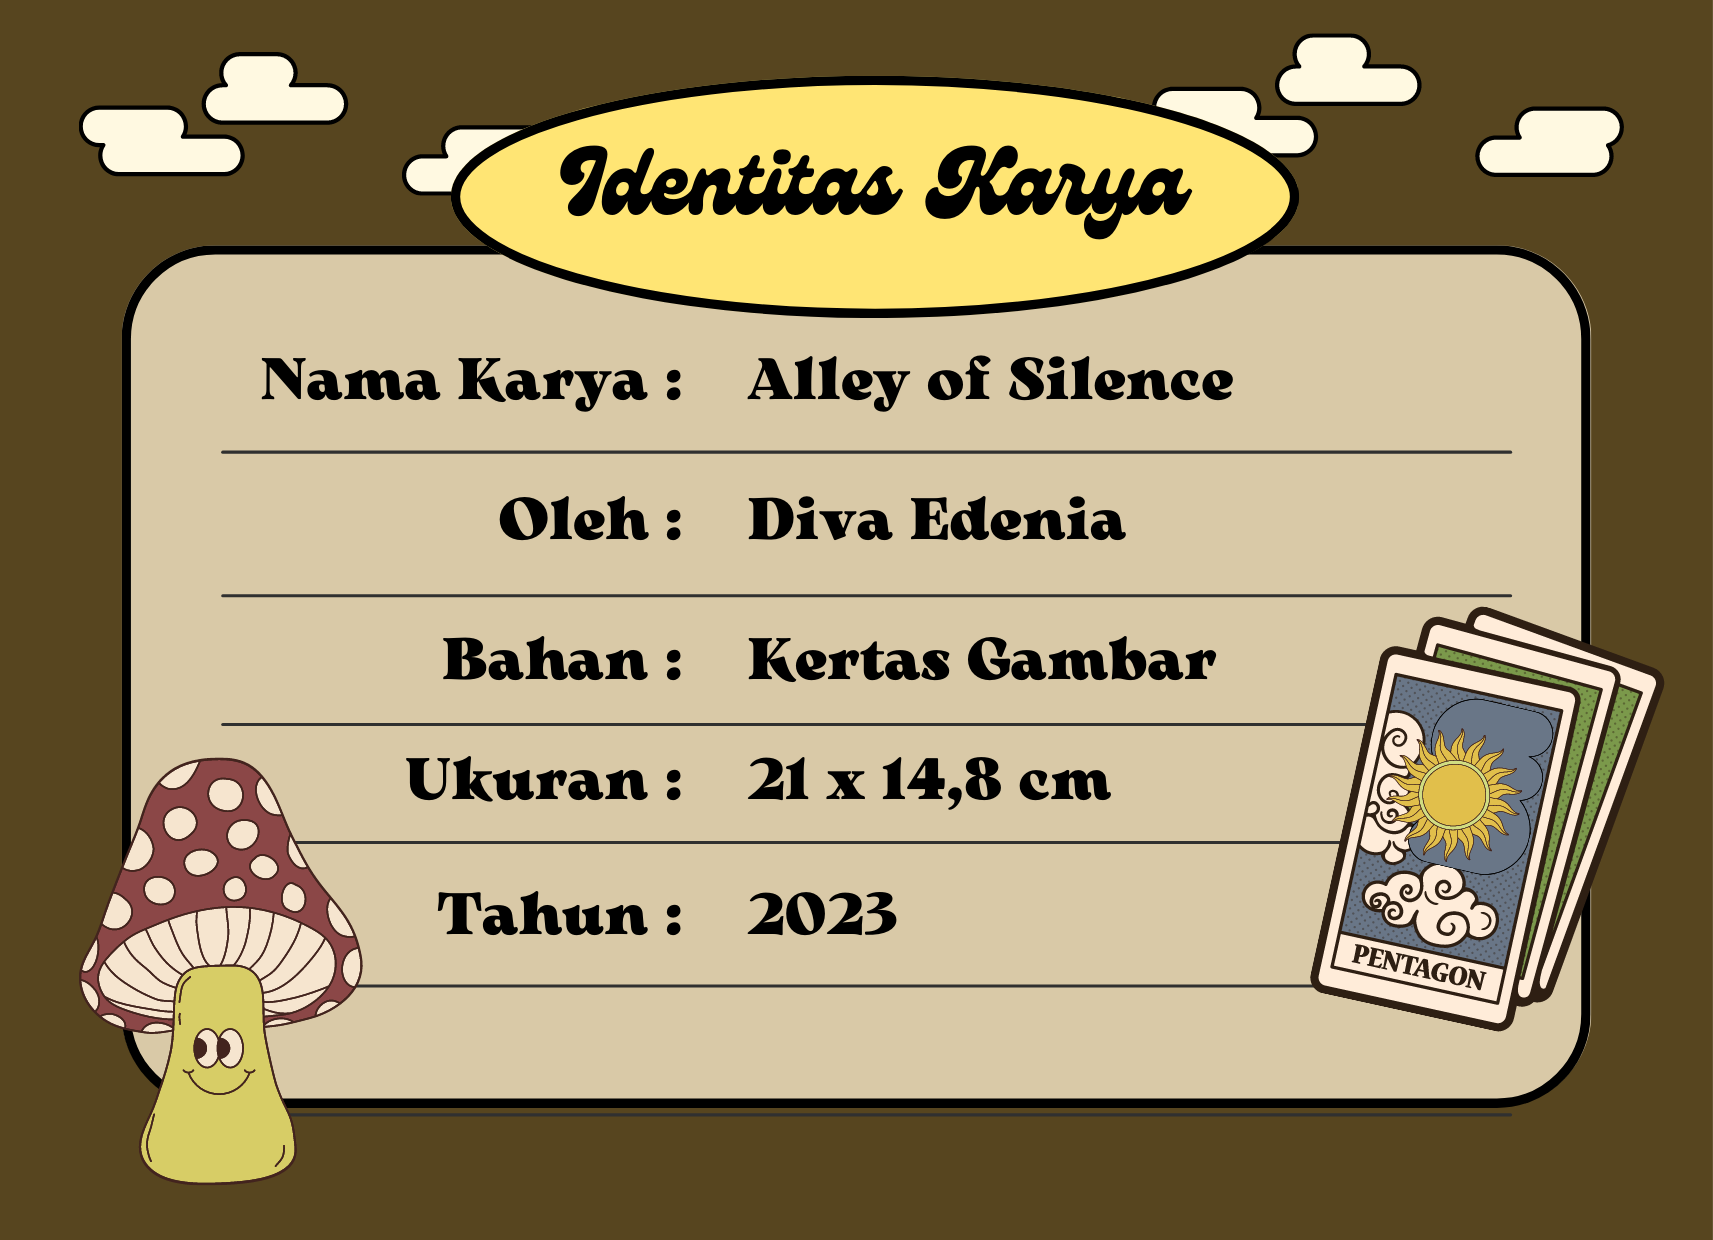 Identitas Karya
Nama Karya : Alley of Silence
Oleh : Diva Edenia
Bahan : Kertas Gambar
Ukuran : 21 x 14,8 cm
Tahun : 2023
PENTAGON